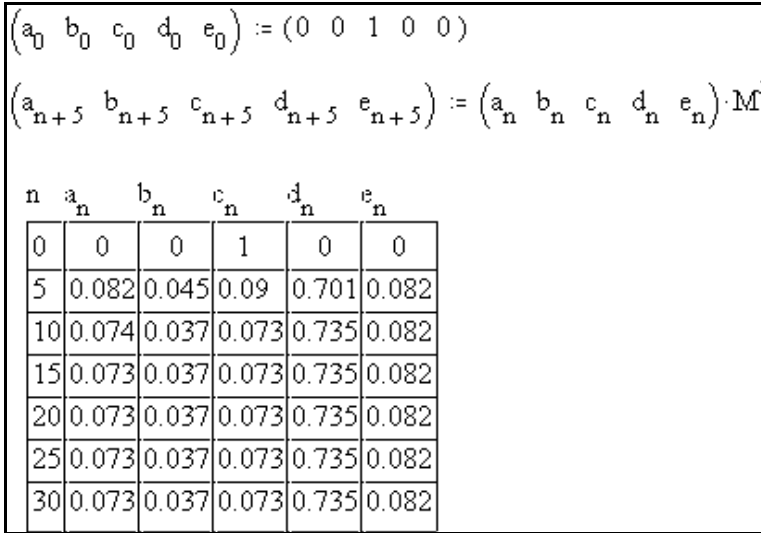 (a₀ b₀ c₀ d₀ e₀) := (0 0 1 0 0)
(aₙ₊₅ bₙ₊₅ cₙ₊₅ dₙ₊₅ eₙ₊₅) := (aₙ bₙ cₙ dₙ eₙ)·M
n aₙ bₙ cₙ dₙ eₙ
0 0 0 1 0 0
5 0.082 0.045 0.09 0.701 0.082
10 0.074 0.037 0.073 0.735 0.082
15 0.073 0.037 0.073 0.735 0.082
20 0.073 0.037 0.073 0.735 0.082
25 0.073 0.037 0.073 0.735 0.082
30 0.073 0.037 0.073 0.735 0.082